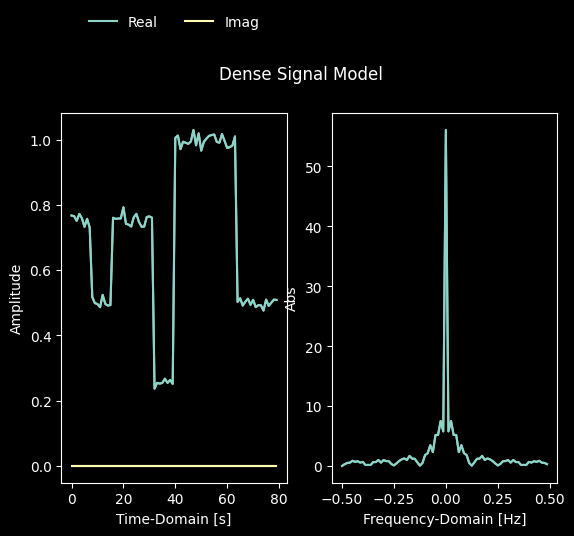 Real Imag
Dense Signal Model
Amplitude
1.0
0.8
0.6
0.4
0.2
0.0
0 20 40 60 80
Time-Domain [s]
Abs
50
40
30
20
10
0
−0.50 −0.25 0.00 0.25 0.50
Frequency-Domain [Hz]